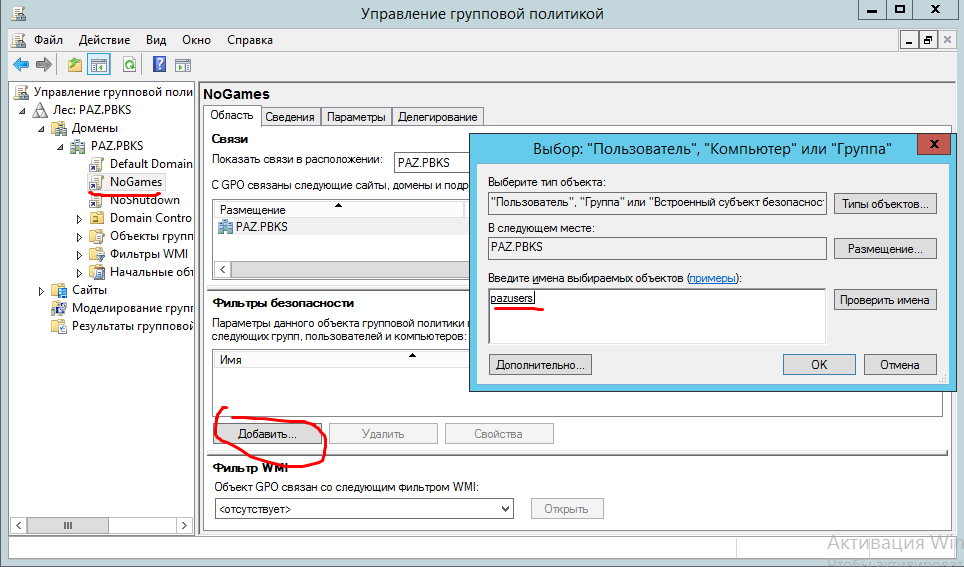 Управление групповой политикой
Файл Действие Вид Окно Справка
Управление групповой поли
Лес: PAZ.PBKS
Домены
PAZ.PBKS
Default Domain
NoGames
NoShutdown
Domain Contro
Объекты групп
Фильтры WMI
Начальные об
Сайты
Моделирование групп
Результаты групповой
NoGames
Область Сведения Параметры Делегирование
Связи
Показать связи в расположении: PAZ.PBKS
С GPO связаны следующие сайты, домены и подр
Размещение
PAZ.PBKS
Фильтры безопасности
Параметры данного объекта групповой политики
следующих групп, пользователей и компьютеров:
Имя
Добавить... Удалить Свойства
Фильтр WMI
Объект GPO связан со следующим фильтром WMI:
<отсутствует> Открыть
Выбор: "Пользователь", "Компьютер" или "Группа"
Выберите тип объекта:
"Пользователь", "Группа" или "Встроенный субъект безопаснос Типы объектов...
В следующем месте:
PAZ.PBKS Размещение...
Введите имена выбираемых объектов (примеры):
pazusers Проверить имена
Дополнительно... OK Отмена
Активация Win
Чтобы активироват